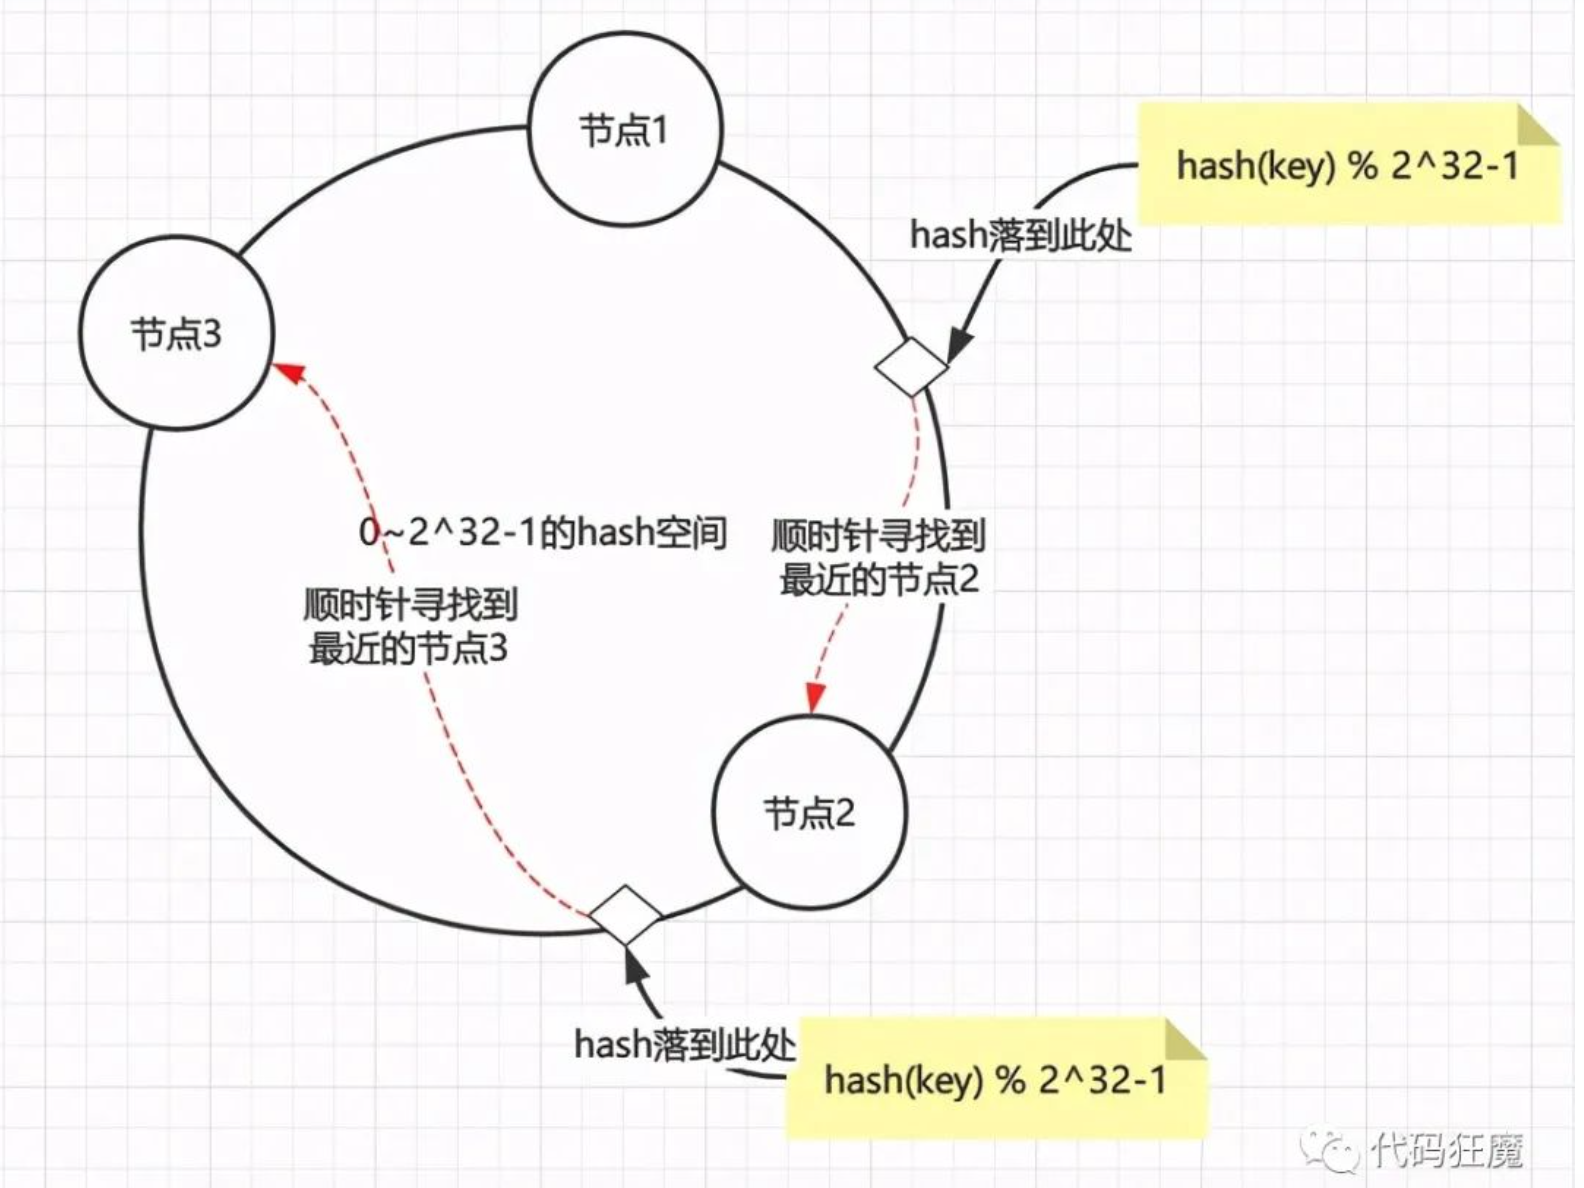 节点1
hash(key) % 2^32-1
hash落到此处
节点3
0~2^32-1的hash空间
顺时针寻找到
最近的节点2
顺时针寻找到
最近的节点3
节点2
hash落到此处
hash(key) % 2^32-1
代码狂魔